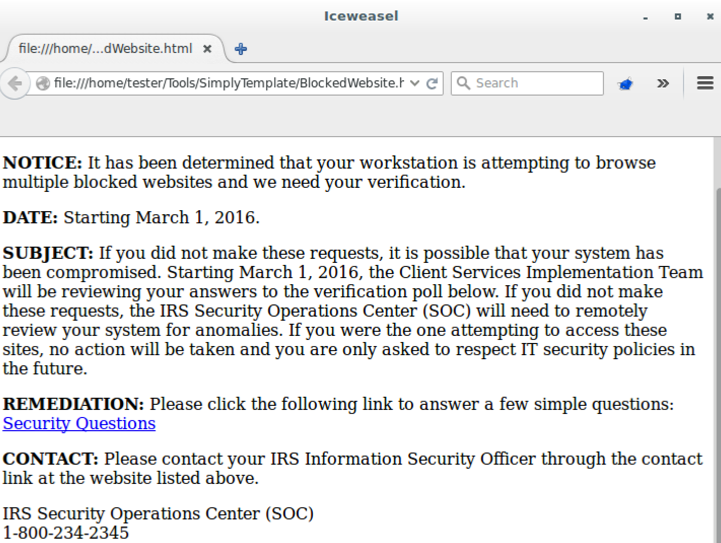 Iceweasel
file:///home/...dWebsite.html
file:///home/tester/Tools/SimplyTemplate/BlockedWebsite.h
Search
NOTICE: It has been determined that your workstation is attempting to browse
multiple blocked websites and we need your verification.
DATE: Starting March 1, 2016.
SUBJECT: If you did not make these requests, it is possible that your system has
been compromised. Starting March 1, 2016, the Client Services Implementation Team
will be reviewing your answers to the verification poll below. If you did not make
these requests, the IRS Security Operations Center (SOC) will need to remotely
review your system for anomalies. If you were the one attempting to access these
sites, no action will be taken and you are only asked to respect IT security policies in
the future.
REMEDIATION: Please click the following link to answer a few simple questions:
Security Questions
CONTACT: Please contact your IRS Information Security Officer through the contact
link at the website listed above.
IRS Security Operations Center (SOC)
1-800-234-2345